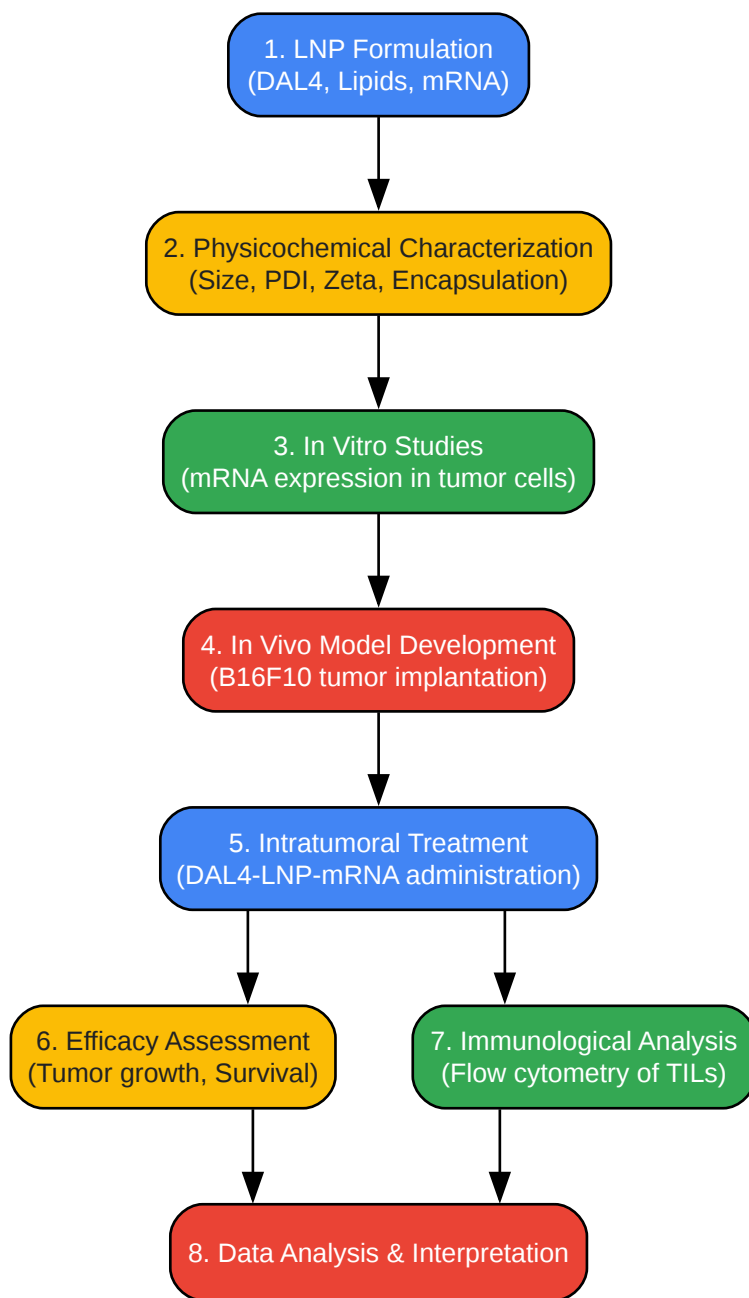 1. LNP Formulation
(DAL4, Lipids, mRNA)
2. Physicochemical Characterization
(Size, PDI, Zeta, Encapsulation)
3. In Vitro Studies
(mRNA expression in tumor cells)
4. In Vivo Model Development
(B16F10 tumor implantation)
5. Intratumoral Treatment
(DAL4-LNP-mRNA administration)
6. Efficacy Assessment
(Tumor growth, Survival)
7. Immunological Analysis
(Flow cytometry of TILs)
8. Data Analysis & Interpretation